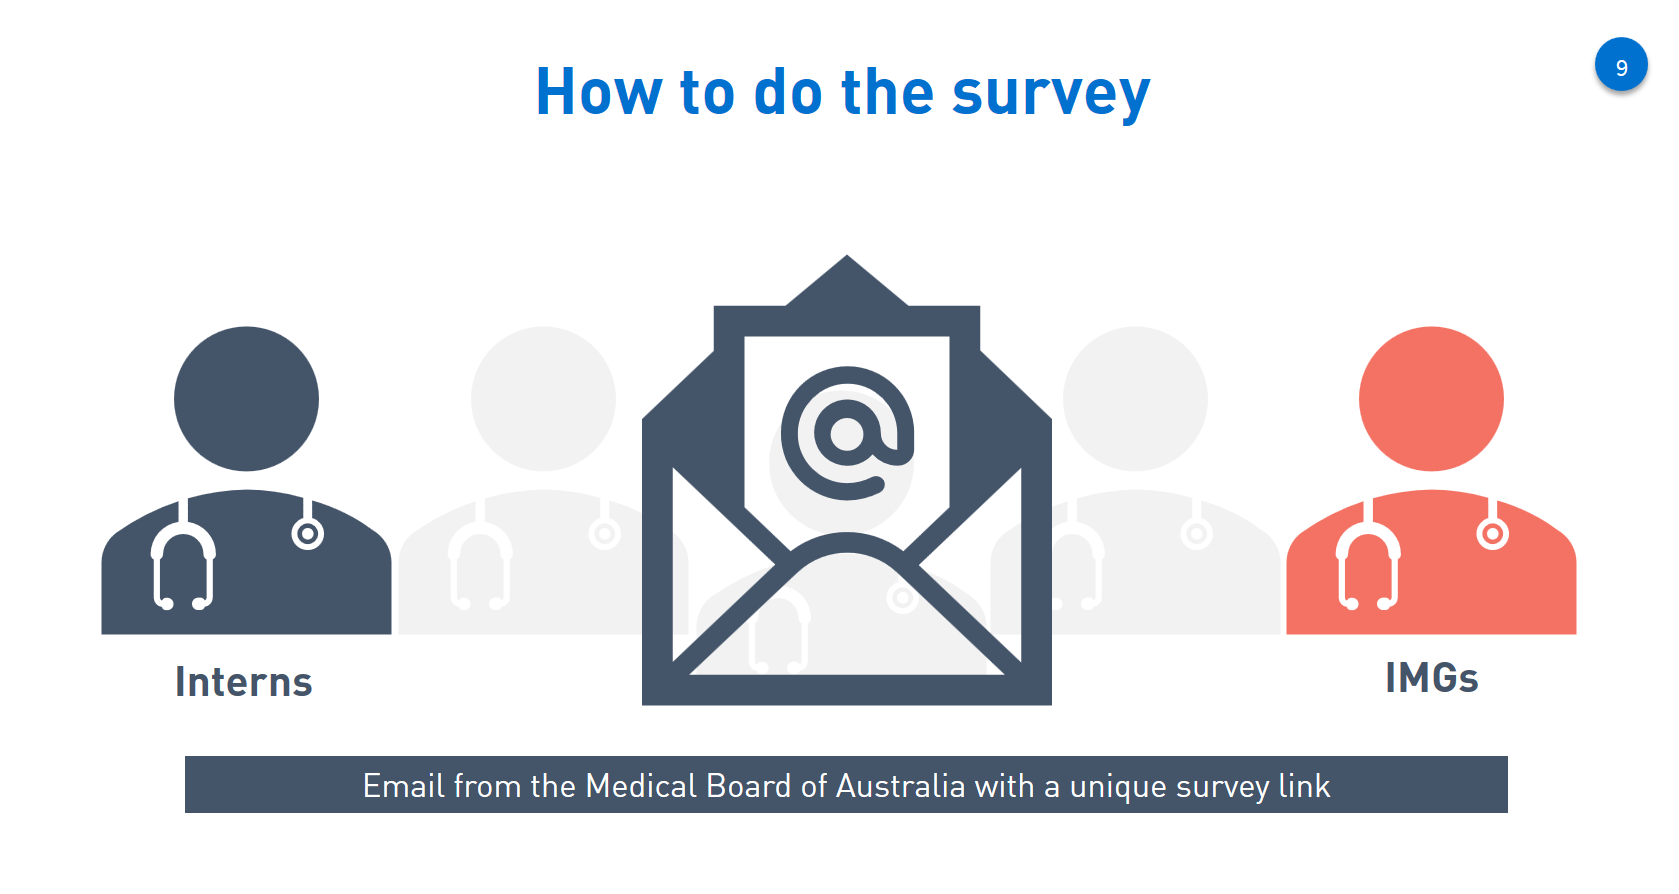 How to do the survey
9
@
Interns
IMGs
Email from the Medical Board of Australia with a unique survey link